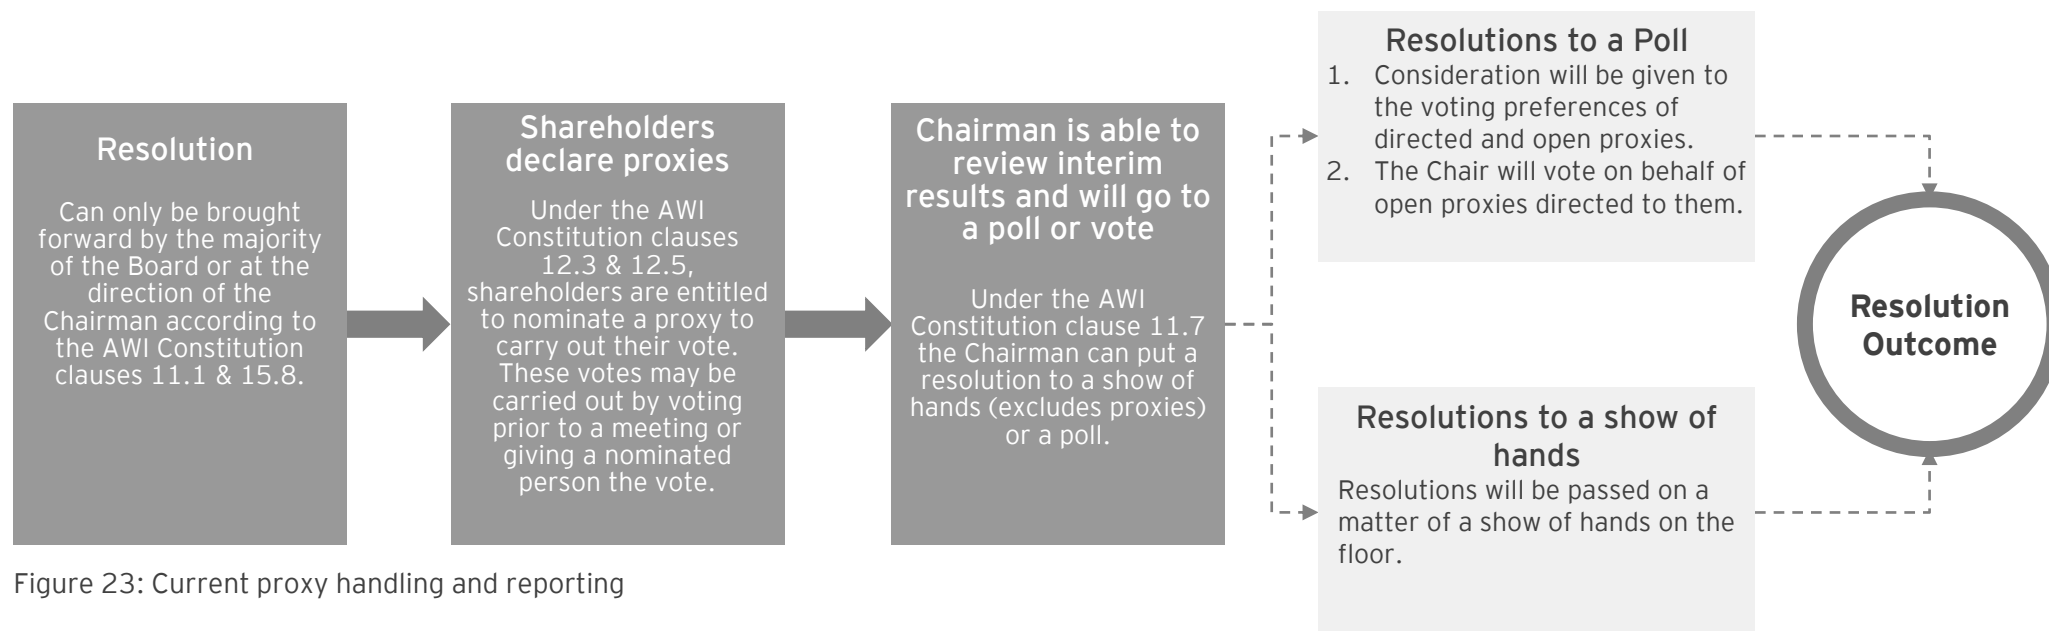 Resolution
Can only be brought
forward by the majority
of the Board or at the
direction of the
Chairman according to
the AWI Constitution
clauses 11.1 & 15.8.
Shareholders
declare proxies
Under the AWI
Constitution clauses
12.3 & 12.5,
shareholders are entitled
to nominate a proxy to
carry out their vote.
These votes may be
carried out by voting
prior to a meeting or
giving a nominated
person the vote.
Chairman is able to
review interim
results and will go to
a poll or vote
Under the AWI
Constitution clause 11.7
the Chairman can put a
resolution to a show of
hands (excludes proxies)
or a poll.
Resolutions to a Poll
1. Consideration will be given to
the voting preferences of
directed and open proxies.
2. The Chair will vote on behalf of
open proxies directed to them.
Resolutions to a show of
hands
Resolutions will be passed on a
matter of a show of hands on the
floor.
Resolution
Outcome
Figure 23: Current proxy handling and reporting